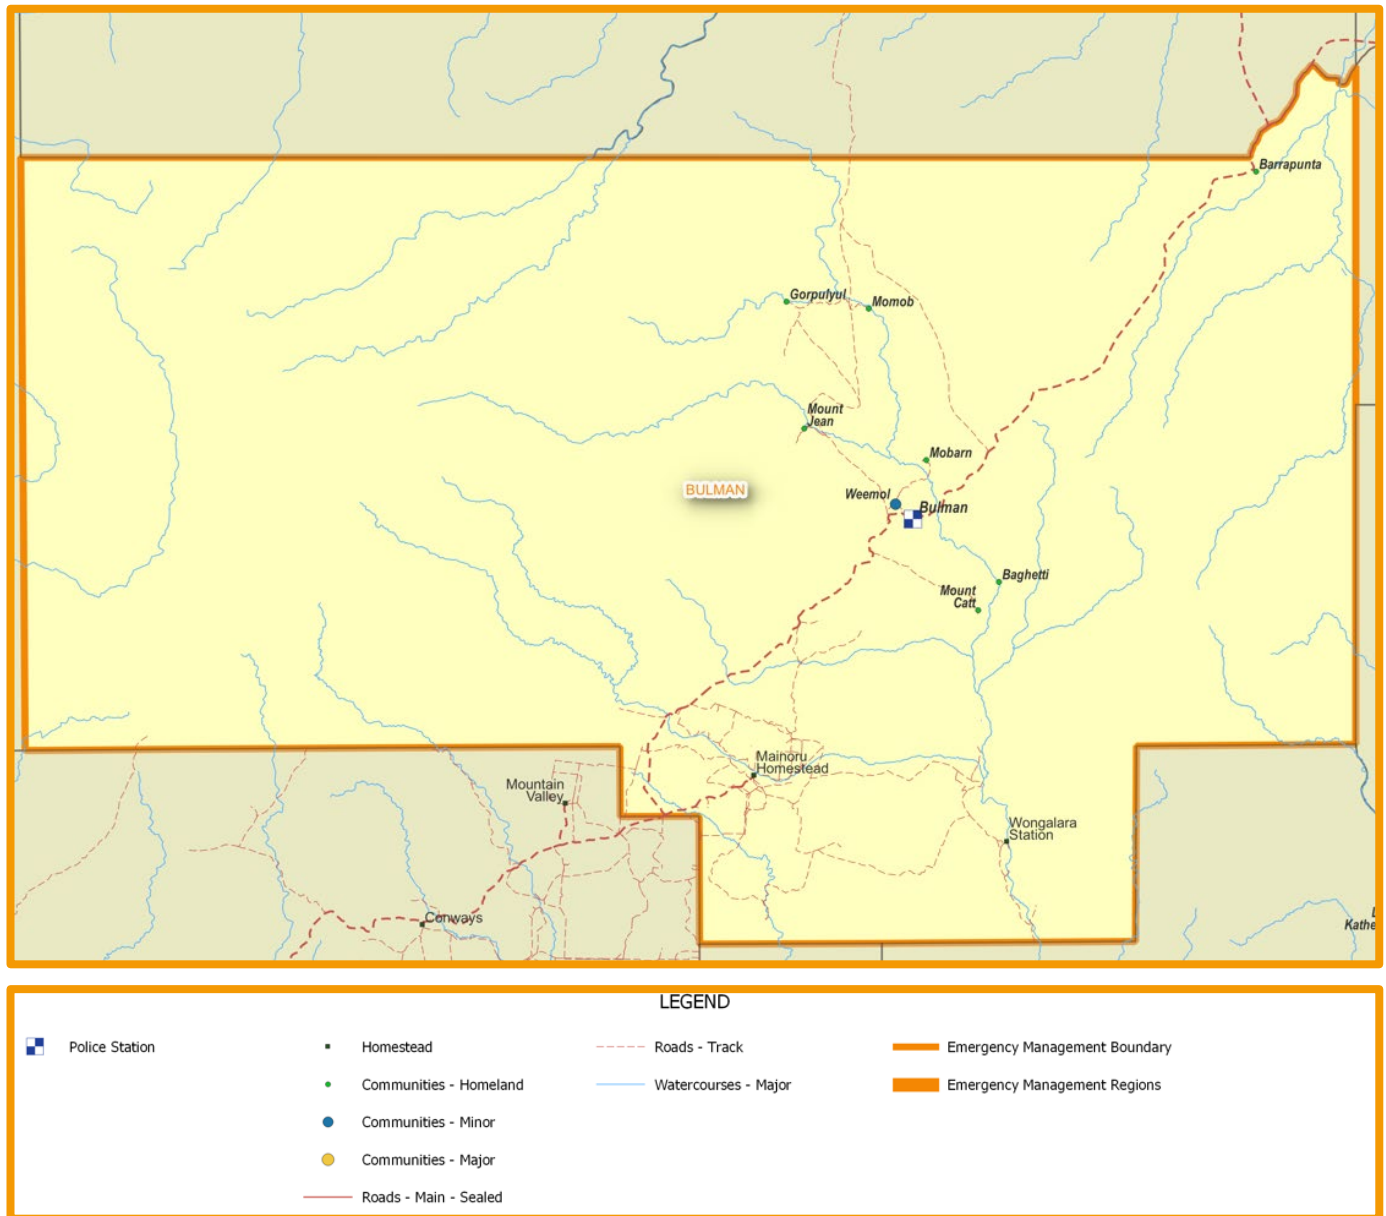 Barrapunta
Gorpulyul
Momob
Mount
Jean
Mobarn
BULMAN
Weemol
Bulman
Baghetti
Mount
Catt
Mainoru
Homestead
Mountain
Valley
Wongalara
Station
Conways
Kathe
LEGEND
Police Station
Homestead
Roads - Track
Emergency Management Boundary
Communities - Homeland
Watercourses - Major
Emergency Management Regions
Communities - Minor
Communities - Major
Roads - Main - Sealed